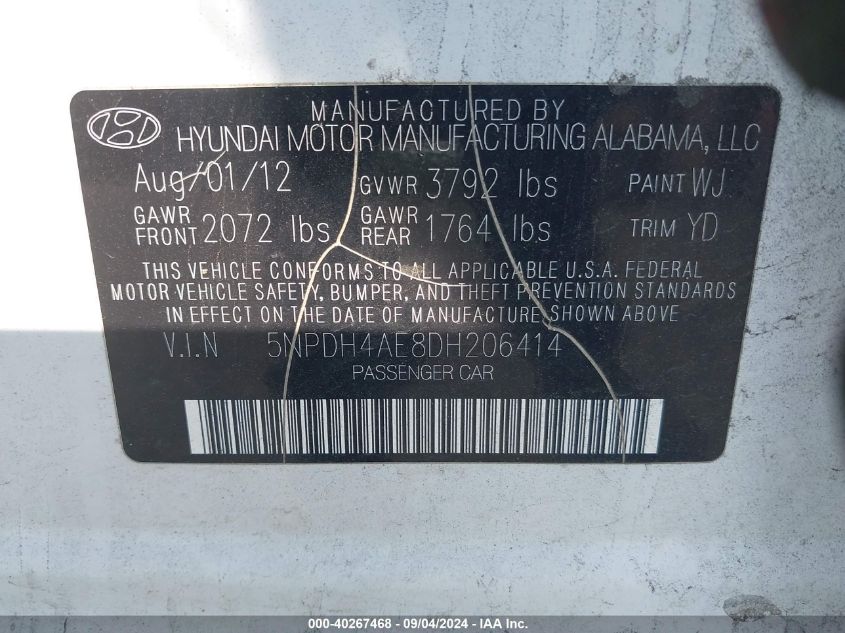 MANUFACTURED BY
HYUNDAI MOTOR MANUFACTURING ALABAMA, LLC
Aug/01/12 GVWR 3792 lbs PAINT WJ
GAWR FRONT 2072 lbs GAWR REAR 1764 lbs TRIM YD
THIS VEHICLE CONFORMS TO ALL APPLICABLE U.S.A. FEDERAL
MOTOR VEHICLE SAFETY, BUMPER, AND THEFT PREVENTION STANDARDS
IN EFFECT ON THE DATE OF MANUFACTURE SHOWN ABOVE.
V.I.N 5NPDH4AE8DH206414
PASSENGER CAR
000-40267468 - 09/04/2024 - IAA Inc.